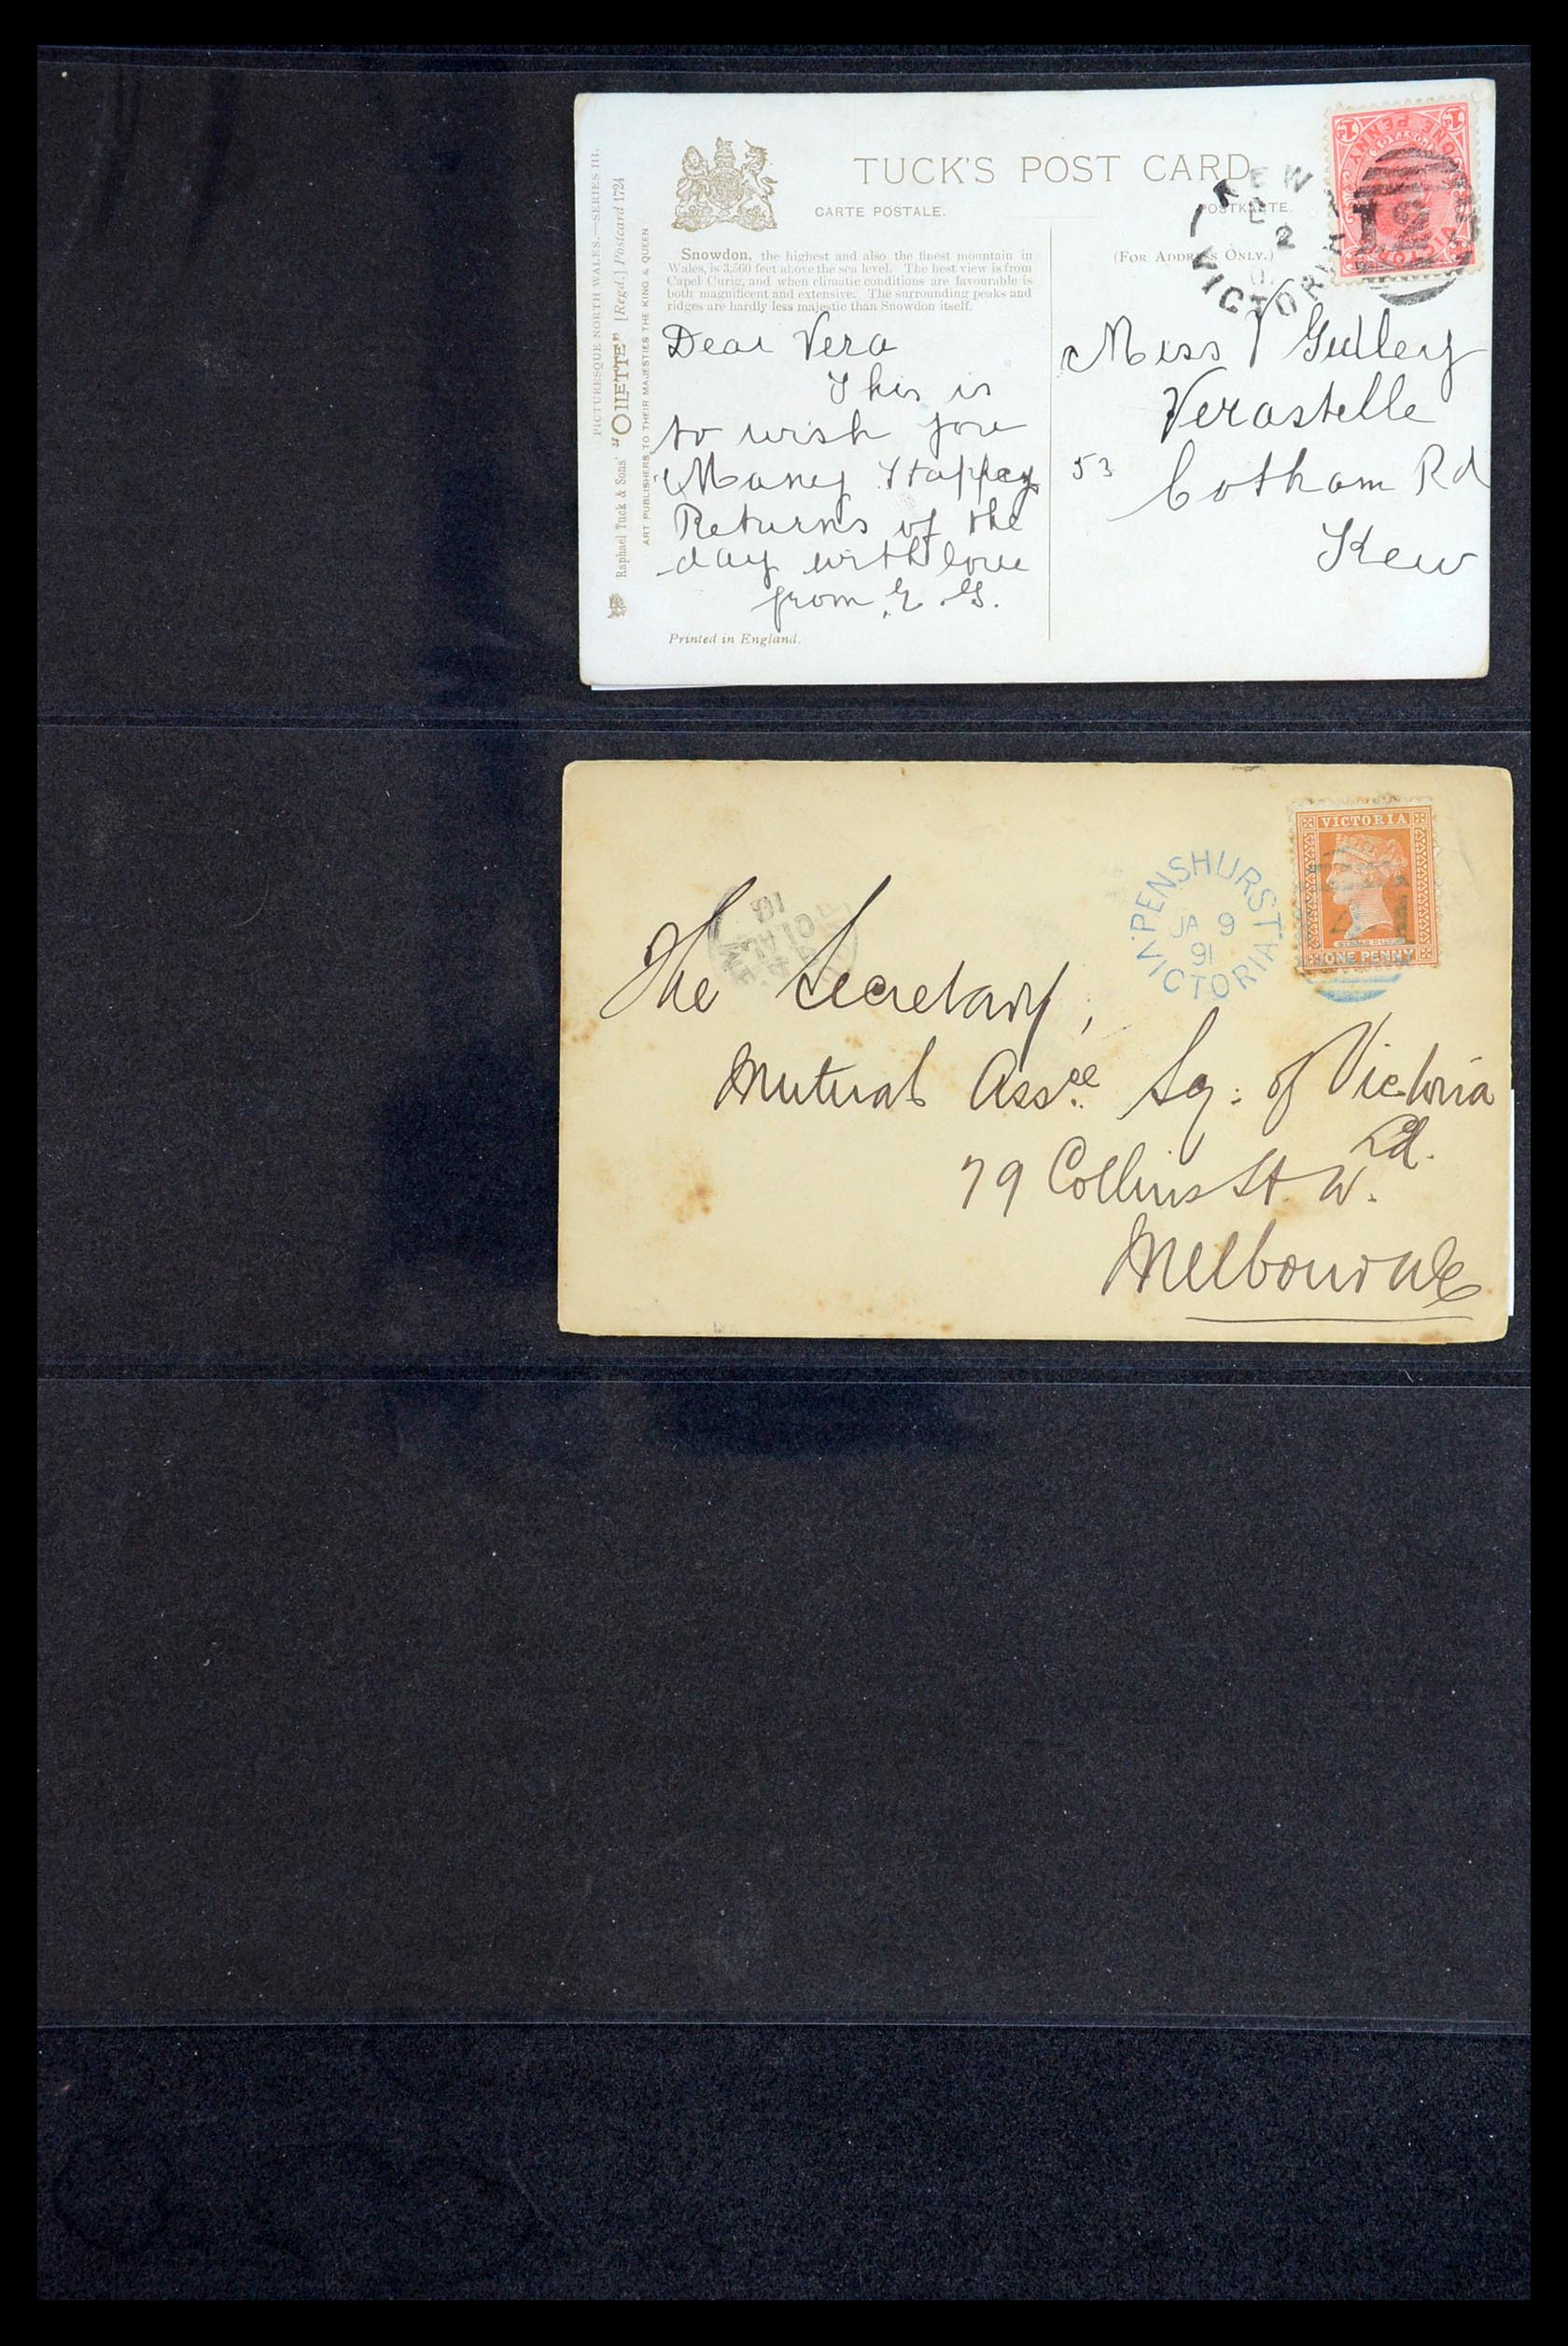 TUCK'S POST CARD
CARTE POSTALE.
POSTKARTE.
(FOR ADDRESS ONLY.)
PICTURESQUE NORTH WALES.—SERIES III.
Raphael Tuck & Sons' "OILETTE" [Regd.] Postcard 1724
ART PUBLISHERS TO THEIR MAJESTIES THE KING & QUEEN
Snowdon, the highest and also the finest mountain in
Wales, is 3,560 feet above the sea level. The best view is from
Capel Curig, and when climatic conditions are favourable is
both magnificent and extensive. The surrounding peaks and
ridges are hardly less majestic than Snowdon itself.
Dear Vera
This is
to wish you
Many Happy
Returns of the
day with love
from E. G.
Printed in England.
KEW
2
VICTORIA
ONE PENNY
VICTORIA
12
Miss V Gulley
Verastelle
53 Cotham Rd
Kew
PENSHURST
JA 9
91
VICTORIA
VICTORIA
ONE PENNY
The Secretary,
Mutual Assce Sy: of Victoria
Ld.
79 Collins St. W.
Melbourne